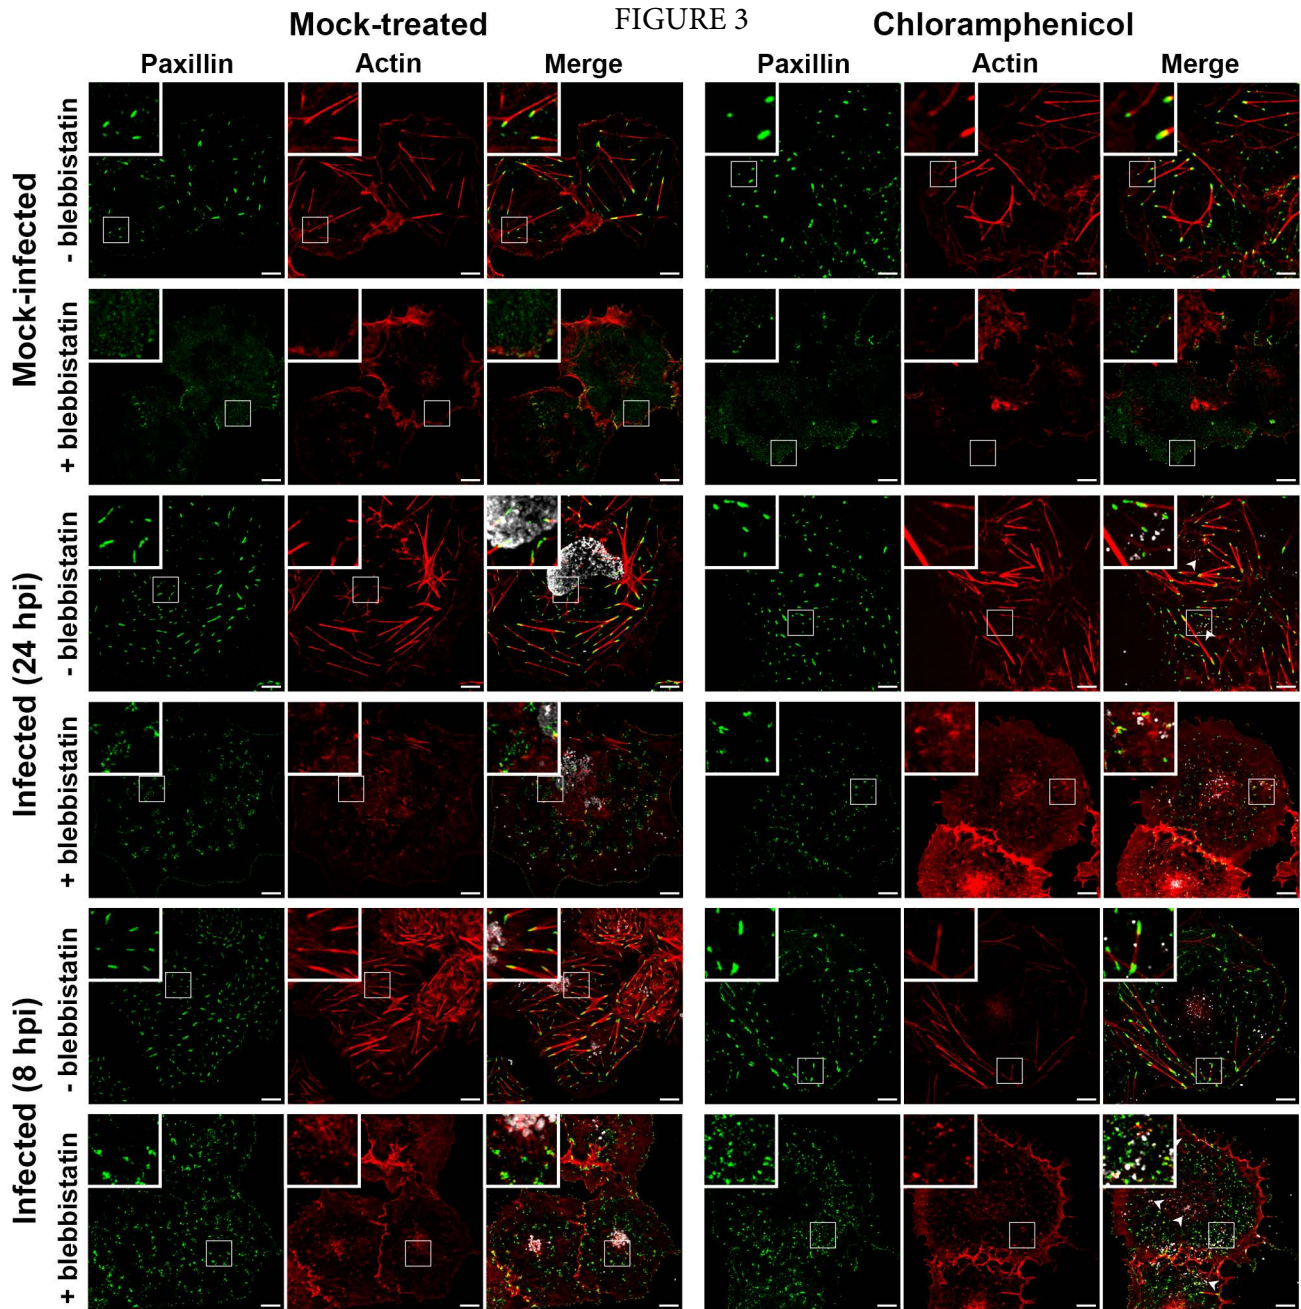 FIGURE 3
Mock-treated
Chloramphenicol
Paxillin
Actin
Merge
Paxillin
Actin
Merge
Mock-infected
- blebbistatin
+ blebbistatin
Infected (24 hpi)
- blebbistatin
+ blebbistatin
Infected (8 hpi)
- blebbistatin
+ blebbistatin